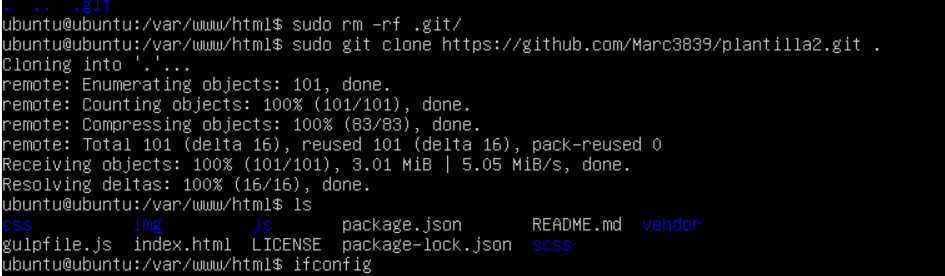 . .. .git
ubuntu@ubuntu:/var/www/html$ sudo rm -rf .git/
ubuntu@ubuntu:/var/www/html$ sudo git clone https://github.com/Marc3839/plantilla2.git .
Cloning into '.'...
remote: Enumerating objects: 101, done.
remote: Counting objects: 100% (101/101), done.
remote: Compressing objects: 100% (83/83), done.
remote: Total 101 (delta 16), reused 101 (delta 16), pack-reused 0
Receiving objects: 100% (101/101), 3.01 MiB | 5.05 MiB/s, done.
Resolving deltas: 100% (16/16), done.
ubuntu@ubuntu:/var/www/html$ ls
css img js package.json README.md vendor
gulpfile.js index.html LICENSE package-lock.json scss
ubuntu@ubuntu:/var/www/html$ ifconfig